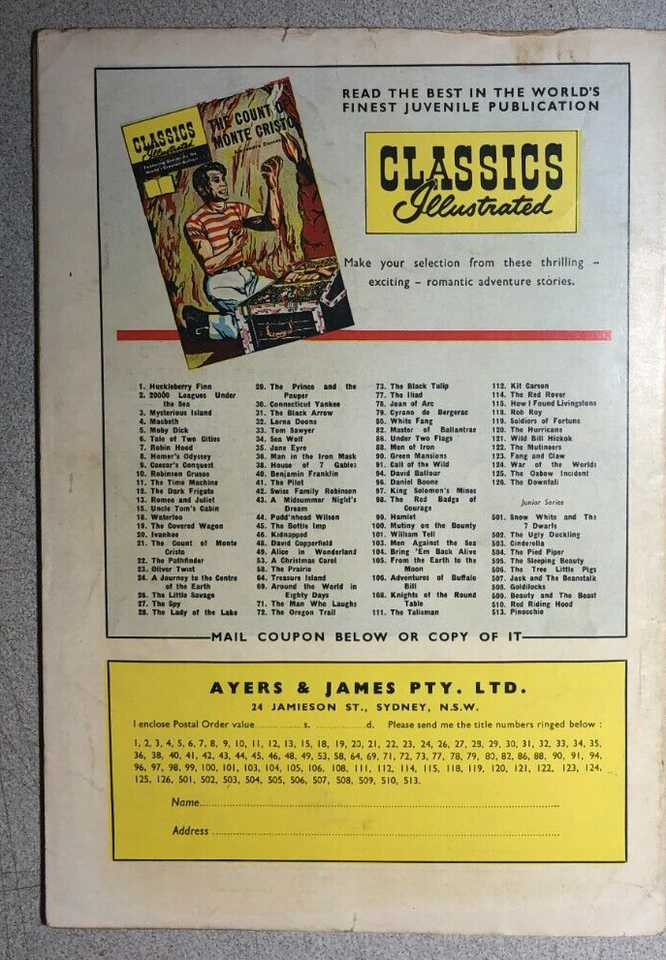 READ THE BEST IN THE WORLD'S
FINEST JUVENILE PUBLICATION
CLASSICS
Illustrated
THE COUNT OF
MONTE CRISTO
CLASSICS
Illustrated
Make your selection from these thrilling –
exciting – romantic adventure stories.
1. Huckleberry Finn
2. 20000 Leagues Under
the Sea
3. Mysterious Island
4. Macbeth
5. Moby Dick
6. Tale of Two Cities
7. Robin Hood
8. Homer's Odyssey
9. Caesar's Conquest
10. Robinson Crusoe
11. The Time Machine
12. The Dark Frigate
13. Romeo and Juliet
15. Uncle Tom's Cabin
18. Waterloo
19. The Covered Wagon
20. Ivanhoe
21. The Count of Monte
Cristo
22. The Pathfinder
23. Oliver Twist
24. A Journey to the Centre
of the Earth
26. The Little Savage
27. The Spy
28. The Lady of the Lake
29. The Prince and the
Pauper
30. Connecticut Yankee
31. The Black Arrow
32. Lorna Doone
33. Tom Sawyer
34. Sea Wolf
35. Jane Eyre
36. Man in the Iron Mask
38. House of 7 Gables
40. Benjamin Franklin
41. The Pilot
42. Swiss Family Robinson
43. A Midsummer Night's
Dream
44. Pudd'nhead Wilson
45. The Bottle Imp
46. Kidnapped
48. David Copperfield
49. Alice in Wonderland
53. A Christmas Carol
58. The Prairie
64. Treasure Island
69. Around the World in
Eighty Days
71. The Man Who Laughs
72. The Oregon Trail
73. The Black Tulip
77. The Iliad
78. Joan of Arc
79. Cyrano de Bergerac
80. White Fang
82. Master of Ballantrae
86. Under Two Flags
88. Men of Iron
90. Green Mansions
91. Call of the Wild
94. David Balfour
96. Daniel Boone
97. King Solomon's Mines
98. The Red Badge of
Courage
99. Hamlet
100. Mutiny on the Bounty
101. William Tell
103. Men Against the Sea
104. Bring 'Em Back Alive
105. From the Earth to the
Moon
106. Adventures of Buffalo
Bill
108. Knights of the Round
Table
111. The Talisman
112. Kit Carson
114. The Red Rover
115. How I Found Livingstone
118. Rob Roy
119. Soldiers of Fortune
120. The Hurricane
121. Wild Bill Hickok
122. The Mutineers
123. Fang and Claw
124. War of the Worlds
125. The Oxbow Incident
126. The Downfall
Junior Series
501. Snow White and The
7 Dwarfs
502. The Ugly Duckling
503. Cinderella
504. The Pied Piper
505. The Sleeping Beauty
506. The Tree Little Pigs
507. Jack and The Beanstalk
508. Goldilocks
509. Beauty and The Beast
510. Red Riding Hood
513. Pinocchio
MAIL COUPON BELOW OR COPY OF IT
AYERS & JAMES PTY. LTD.
24 JAMIESON ST., SYDNEY, N.S.W.
I enclose Postal Order value................s. ................d. Please send me the title numbers ringed below :
1, 2, 3, 4, 5, 6, 7, 8, 9, 10, 11, 12, 13, 15, 18, 19, 20, 21, 22, 23, 24, 26, 27, 28, 29, 30, 31, 32, 33, 34, 35,
36, 38, 40, 41, 42, 43, 44, 45, 46, 48, 49, 53, 58, 64, 69, 71, 72, 73, 77, 78, 79, 80, 82, 86, 88, 90, 91, 94,
96, 97, 98, 99, 100, 101, 103, 104, 105, 106, 108, 111, 112, 114, 115, 118, 119, 120, 121, 122, 123, 124,
125, 126, 501, 502, 503, 504, 505, 506, 507, 508, 509, 510, 513.
Name................
Address ................